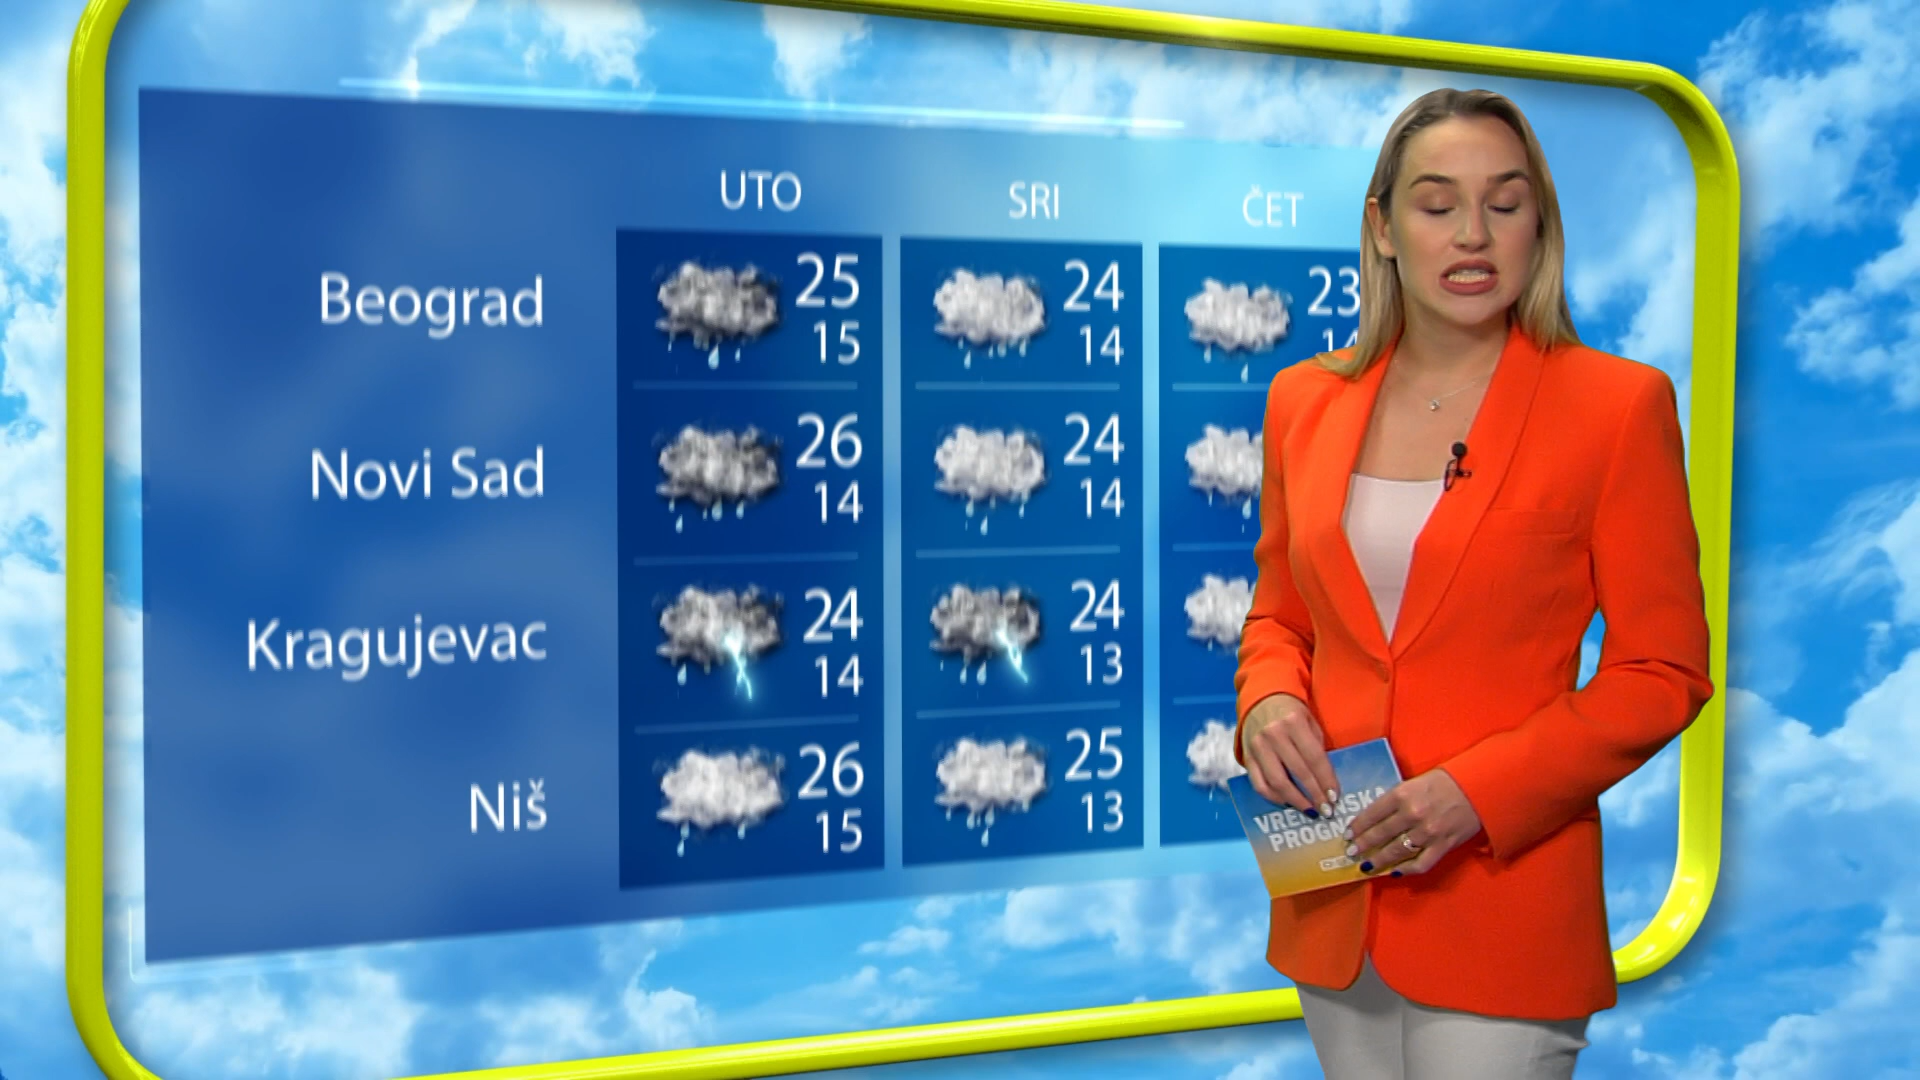 UTO SRI ČET
Beograd 25 24 23
15 14
Novi Sad 26 24
14 14
Kragujevac 24 24
14 13
Niš 26 25
15 13